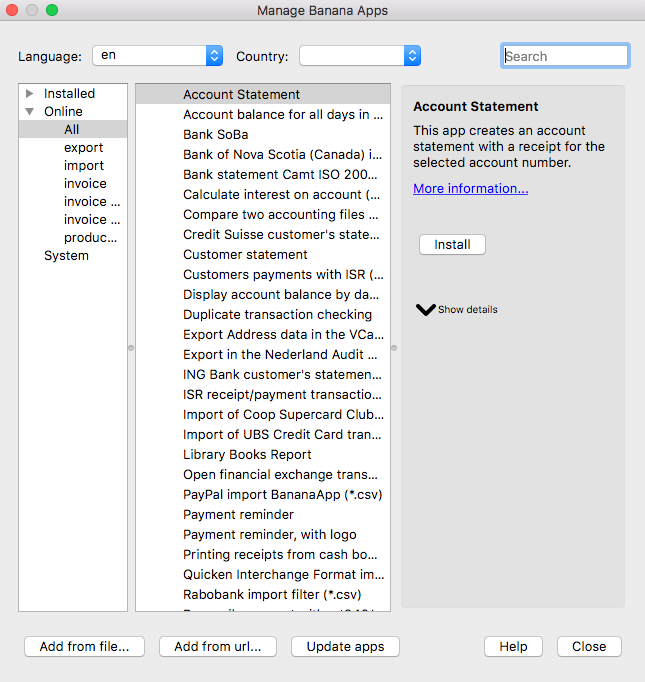 Manage Banana Apps
Language: en Country:
Search
Installed
Online
All
export
import
invoice
invoice ...
invoice ...
produc...
System
Account Statement
Account balance for all days in ...
Bank SoBa
Bank of Nova Scotia (Canada) i...
Bank statement Camt ISO 200...
Calculate interest on account (...
Compare two accounting files ...
Credit Suisse customer's state...
Customer statement
Customers payments with ISR (...
Display account balance by da...
Duplicate transaction checking
Export Address data in the VCa...
Export in the Nederland Audit ...
ING Bank customer's statemen...
ISR receipt/payment transactio...
Import of Coop Supercard Club...
Import of UBS Credit Card tran...
Library Books Report
Open financial exchange trans...
PayPal import BananaApp (*.csv)
Payment reminder
Payment reminder, with logo
Printing receipts from cash bo...
Quicken Interchange Format im...
Rabobank import filter (*.csv)
Account Statement
This app creates an account
statement with a receipt for the
selected account number.
More information...
Install
Show details
Add from file...
Add from url...
Update apps
Help
Close